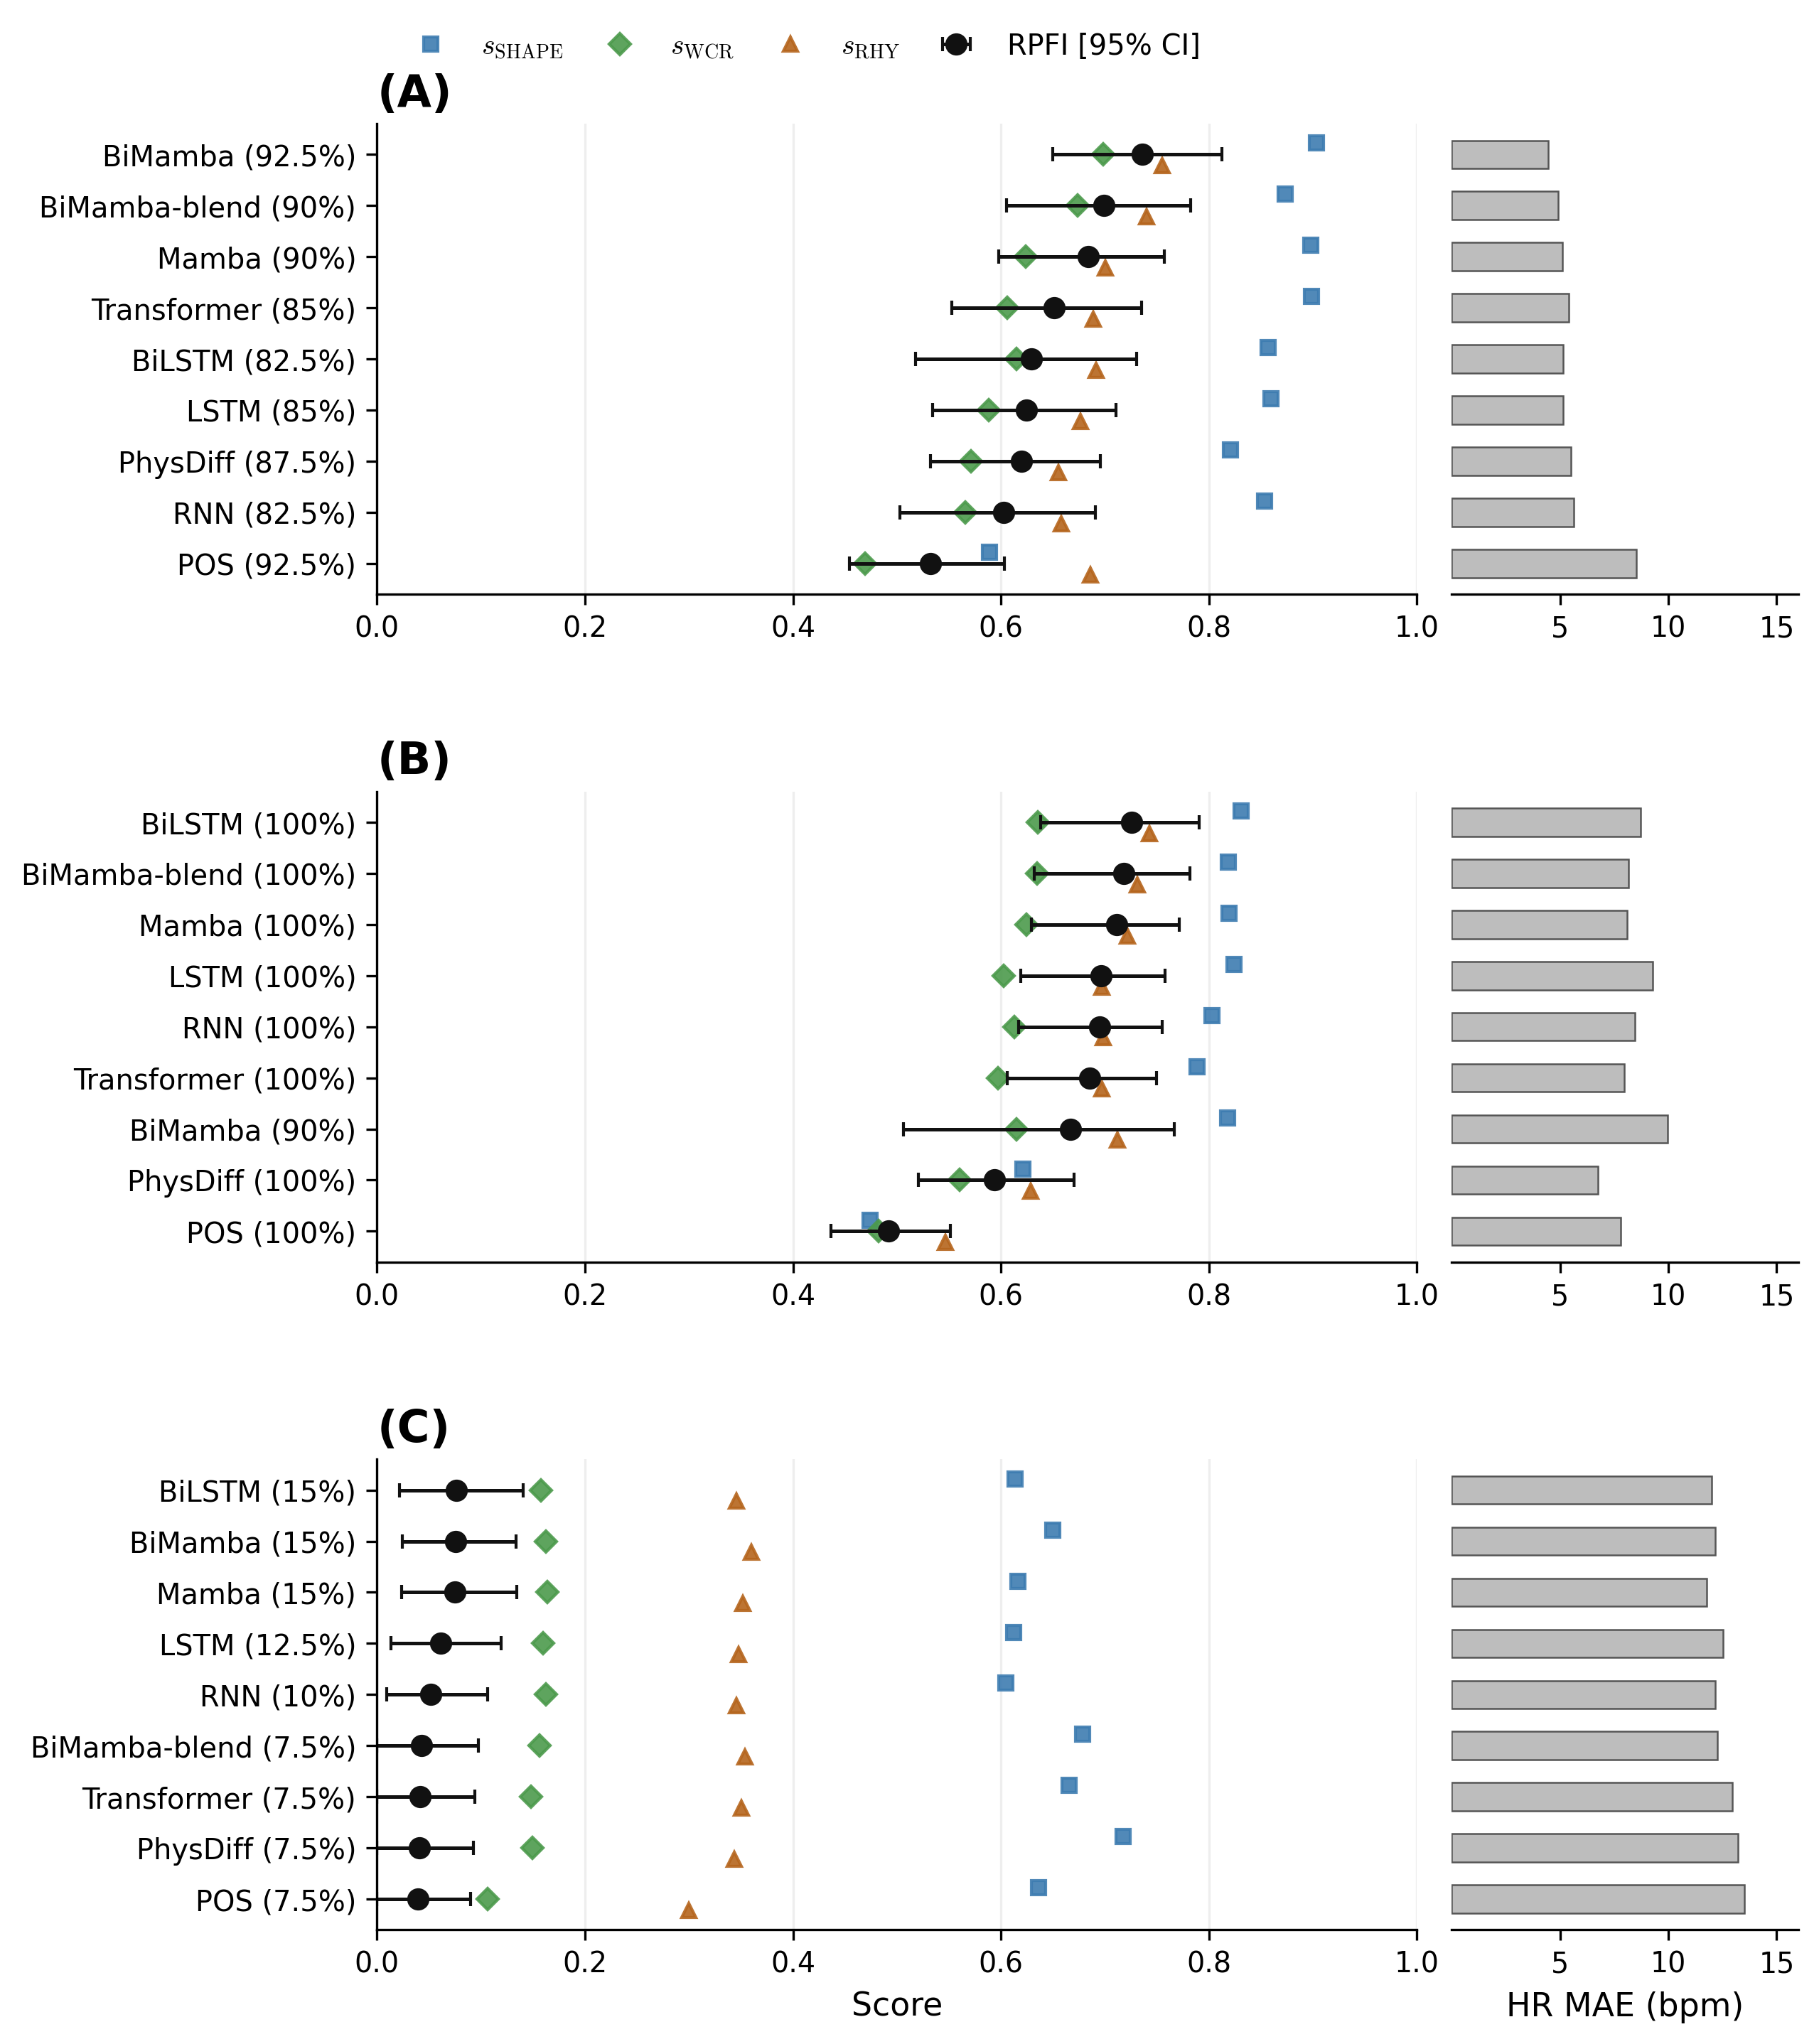 s_SHAPE s_WCR s_RHY RPFI [95% CI]
(A)
BiMamba (92.5%)
BiMamba-blend (90%)
Mamba (90%)
Transformer (85%)
BiLSTM (82.5%)
LSTM (85%)
PhysDiff (87.5%)
RNN (82.5%)
POS (92.5%)
0.0 0.2 0.4 0.6 0.8 1.0 5 10 15
(B)
BiLSTM (100%)
BiMamba-blend (100%)
Mamba (100%)
LSTM (100%)
RNN (100%)
Transformer (100%)
BiMamba (90%)
PhysDiff (100%)
POS (100%)
0.0 0.2 0.4 0.6 0.8 1.0 5 10 15
(C)
BiLSTM (15%)
BiMamba (15%)
Mamba (15%)
LSTM (12.5%)
RNN (10%)
BiMamba-blend (7.5%)
Transformer (7.5%)
PhysDiff (7.5%)
POS (7.5%)
0.0 0.2 0.4 0.6 0.8 1.0 5 10 15
Score HR MAE (bpm)